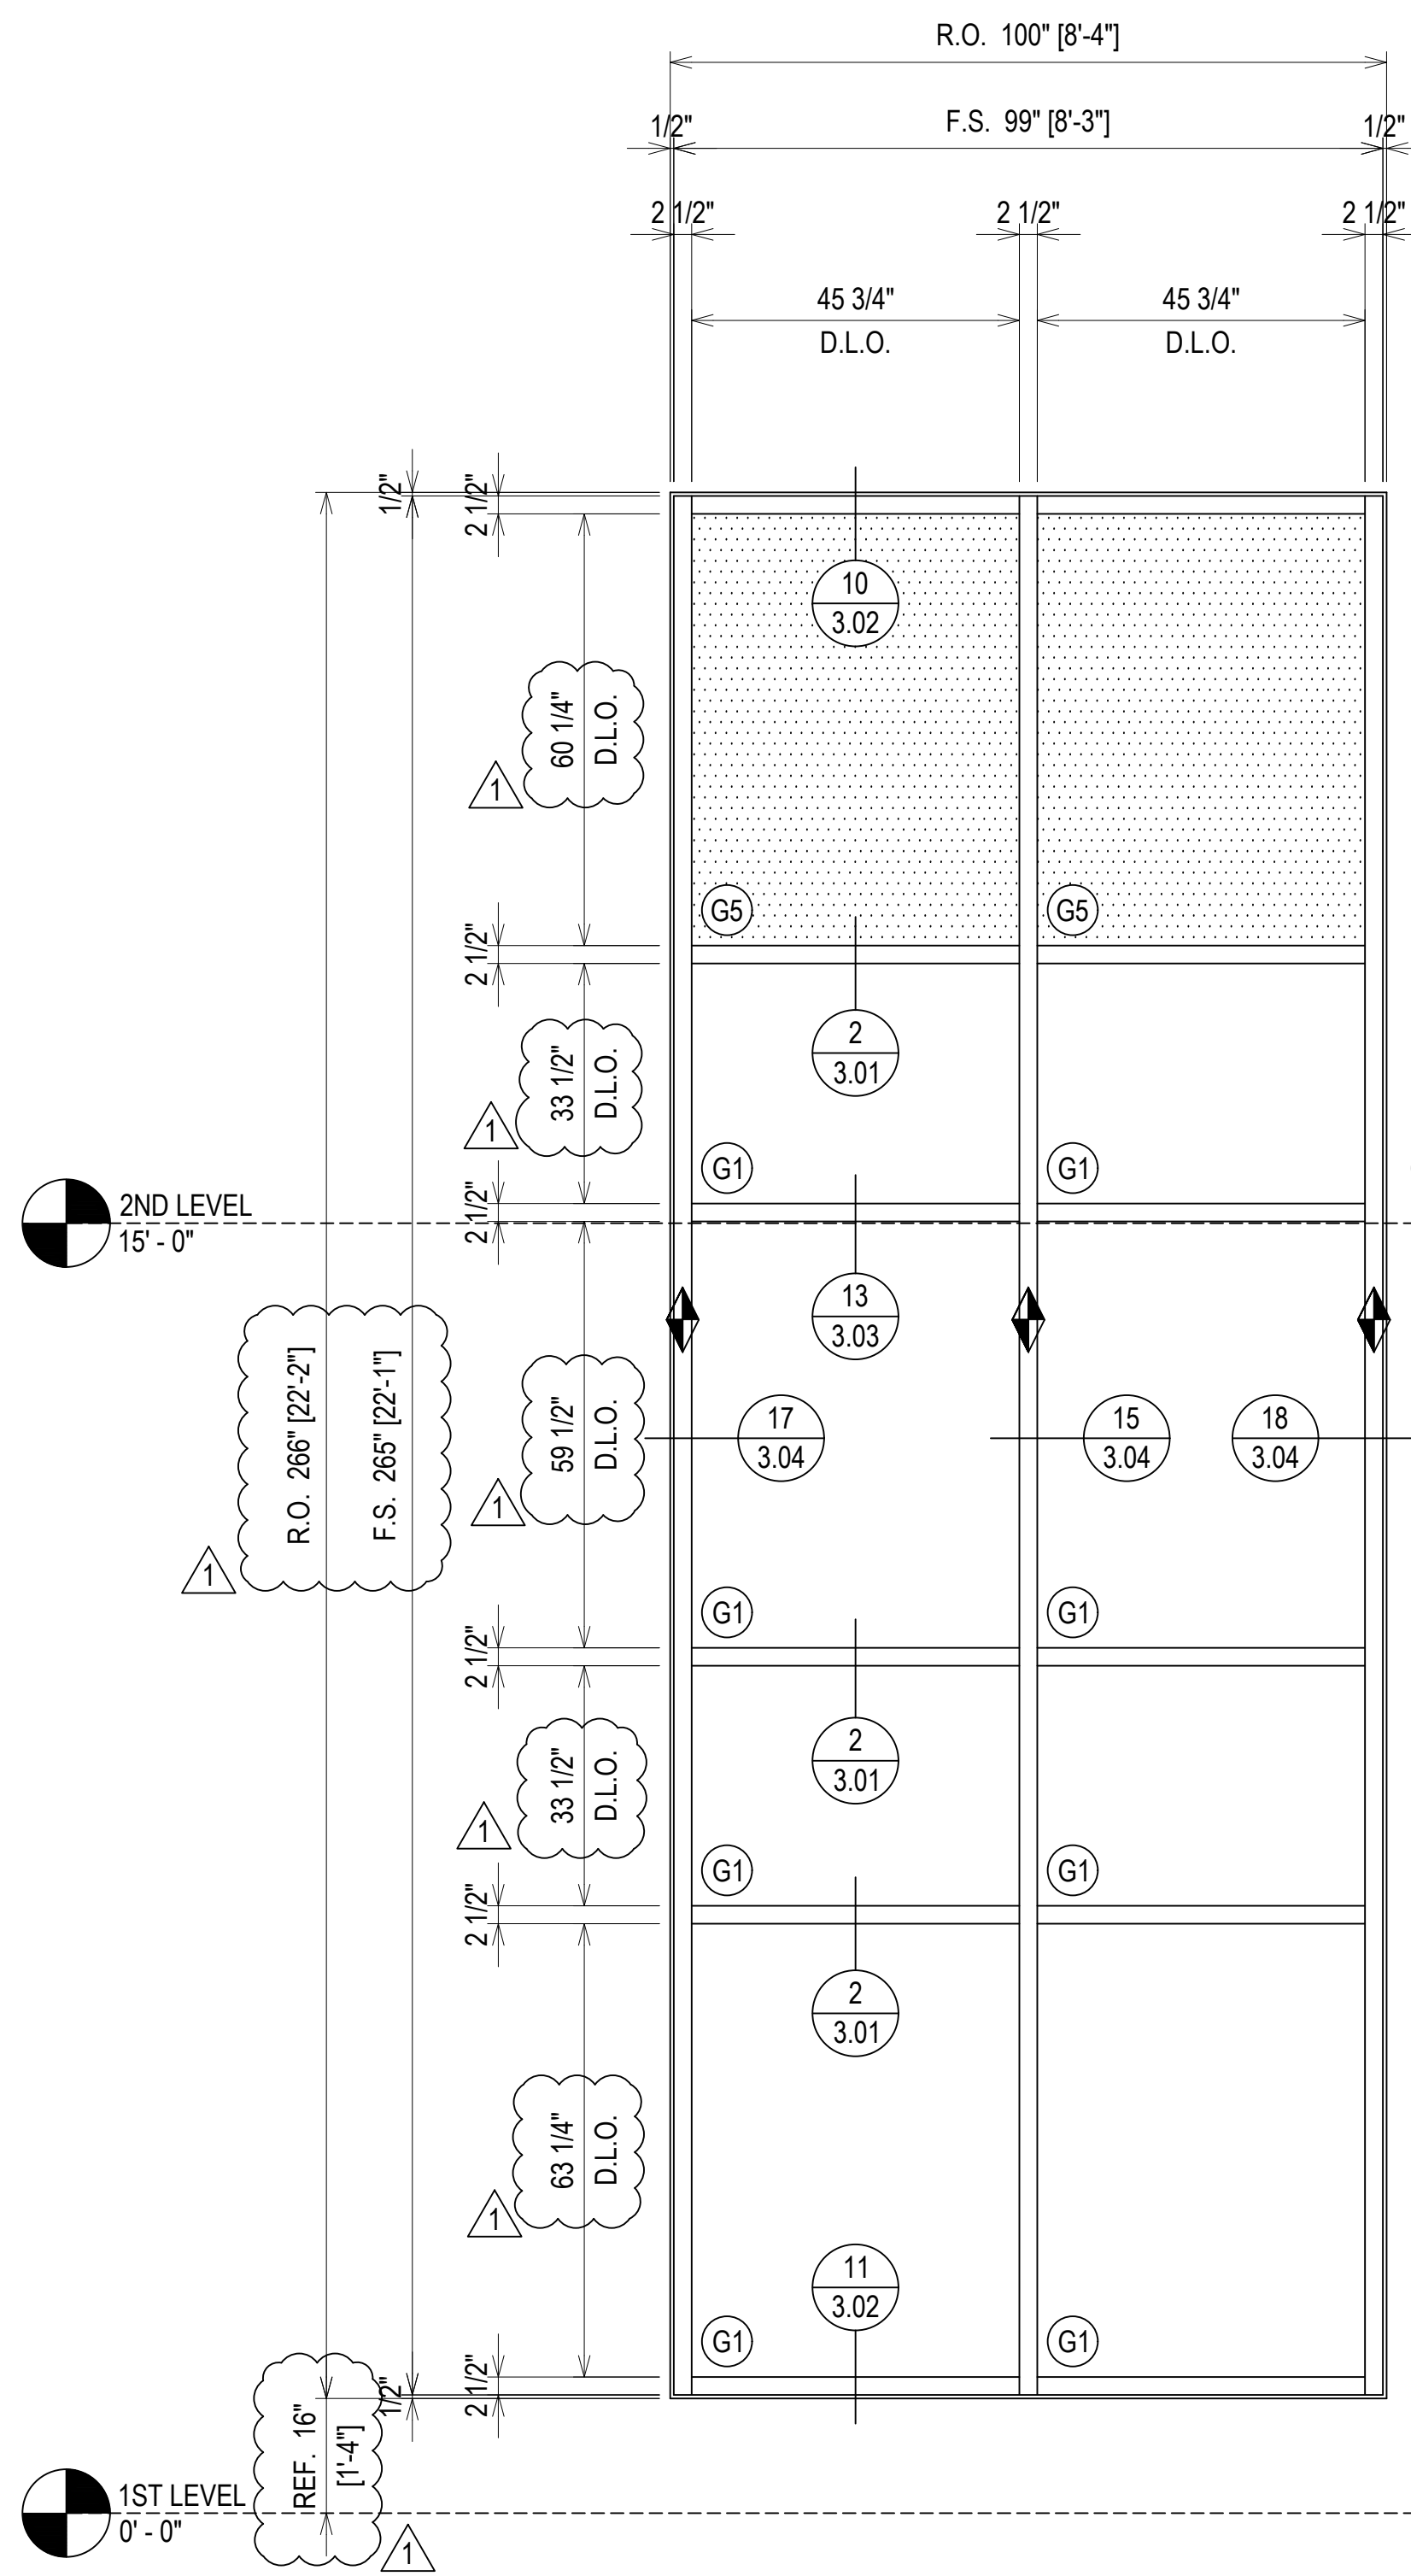 R.O. 100" [8'-4"]
1/2"
F.S. 99" [8'-3"]
1/2"
2 1/2"
2 1/2"
2 1/2"
45 3/4"
D.L.O.
45 3/4"
D.L.O.
1/2"
2 1/2"
10
3.02
60 1/4"
D.L.O.
1
G5
G5
2 1/2"
2
3.01
33 1/2"
D.L.O.
1
G1
G1
2ND LEVEL
15' - 0"
2 1/2"
13
3.03
R.O. 266" [22'-2"]
F.S. 265" [22'-1"]
1
59 1/2"
D.L.O.
1
17
3.04
15
3.04
18
3.04
G1
G1
2 1/2"
2
3.01
33 1/2"
D.L.O.
1
G1
G1
2 1/2"
2
3.01
63 1/4"
D.L.O.
1
11
3.02
G1
G1
2 1/2"
1/2"
REF. 16"
[1'-4"]
1
1ST LEVEL
0' - 0"